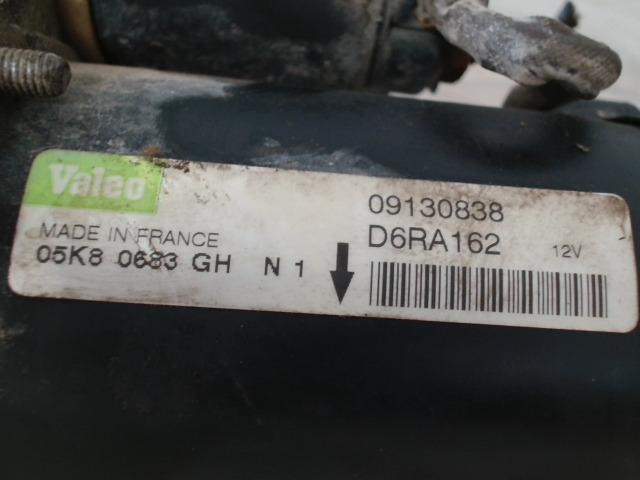 Valeo
MADE IN FRANCE
05K8 0683 GH N 1
09130838
D6RA162 12V